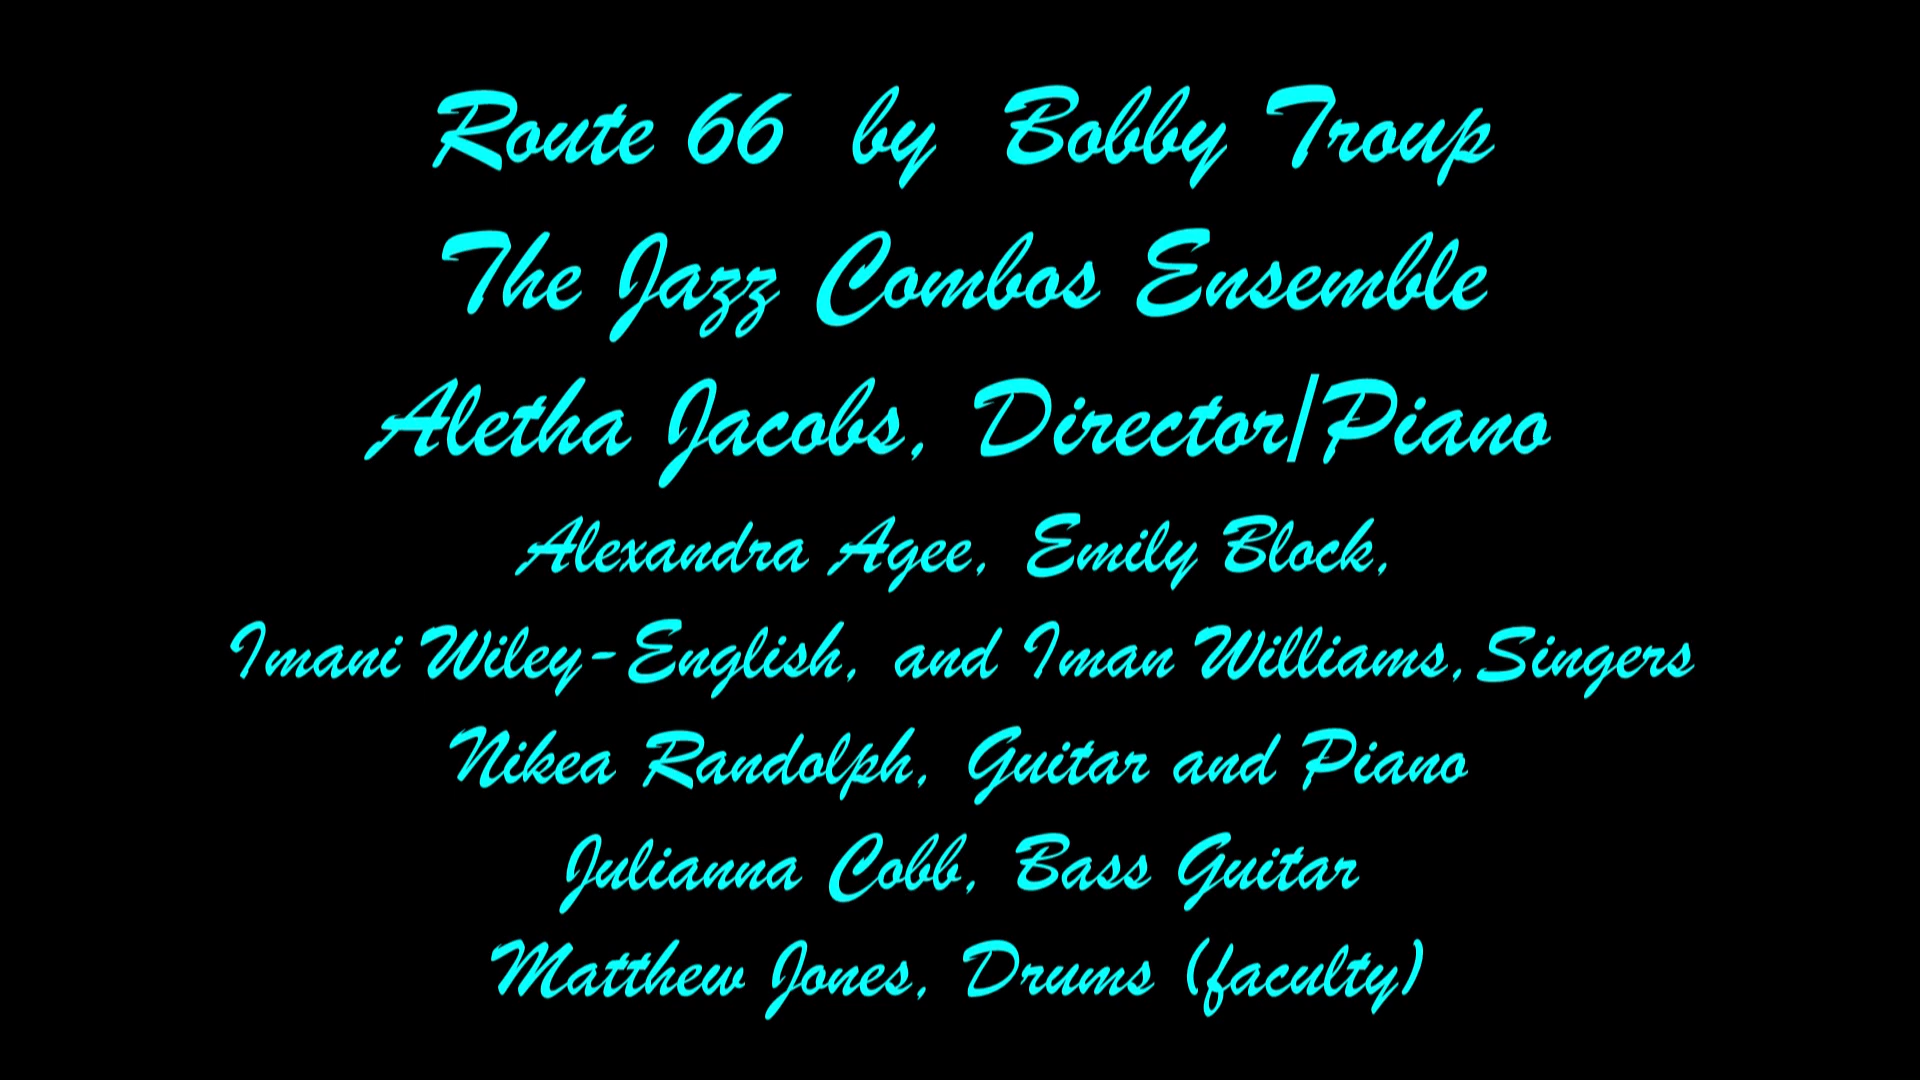 Route 66 by Bobby Troup
The Jazz Combos Ensemble
Aletha Jacobs, Director/Piano
Alexandra Agee, Emily Block,
Imani Wiley-English, and Iman Williams, Singers
Nikea Randolph, Guitar and Piano
Julianna Cobb, Bass Guitar
Matthew Jones, Drums (faculty)